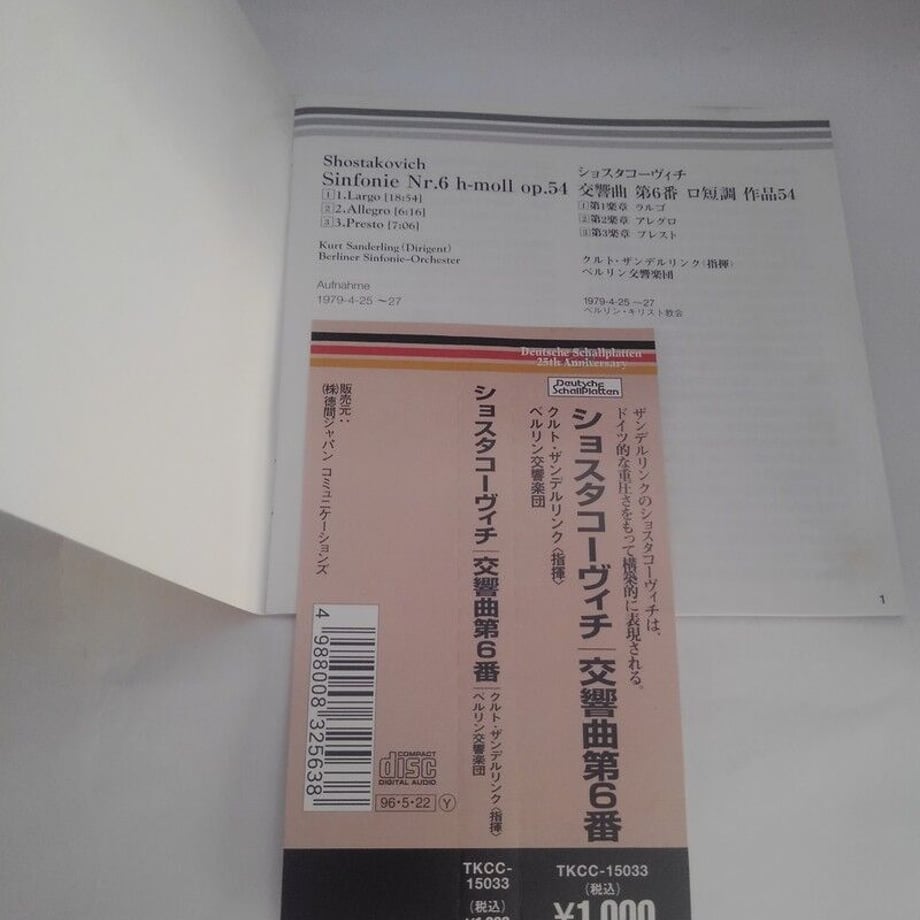 Shostakovich
Sinfonie Nr.6 h-moll op.54
1 1.Largo [18:54]
2 2.Allegro [6:16]
3 3.Presto [7:06]
Kurt Sanderling (Dirigent)
Berliner Sinfonie-Orchester
Aufnahme
1979-4-25 〜27
ショスタコーヴィチ
交響曲 第6番 ロ短調 作品54
1 第1楽章 ラルゴ
2 第2楽章 アレグロ
3 第3楽章 プレスト
クルト・ザンデルリンク〈指揮〉
ベルリン交響楽団
1979-4-25 〜27
ベルリン・キリスト教会
1
Deutsche Schallplatten
25th Anniversary
Deutsche
Schallplatten
ザンデルリンクのショスタコーヴィチは、
ドイツ的な重圧さをもって構築的に表現される。
ショスタコーヴィチ|交響曲第6番
クルト・ザンデルリンク〈指揮〉
ベルリン交響楽団
TKCC-15033
(税込)
¥1,000
ショスタコーヴィチ|交響曲第6番
クルト・ザンデルリンク〈指揮〉
ベルリン交響楽団
TKCC-
15033
(税込)
¥1,000
販売元:
(株)徳間ジャパン コミュニケーションズ
4 988008 325638
COMPACT
disc
DIGITAL AUDIO
96・5・22 Y